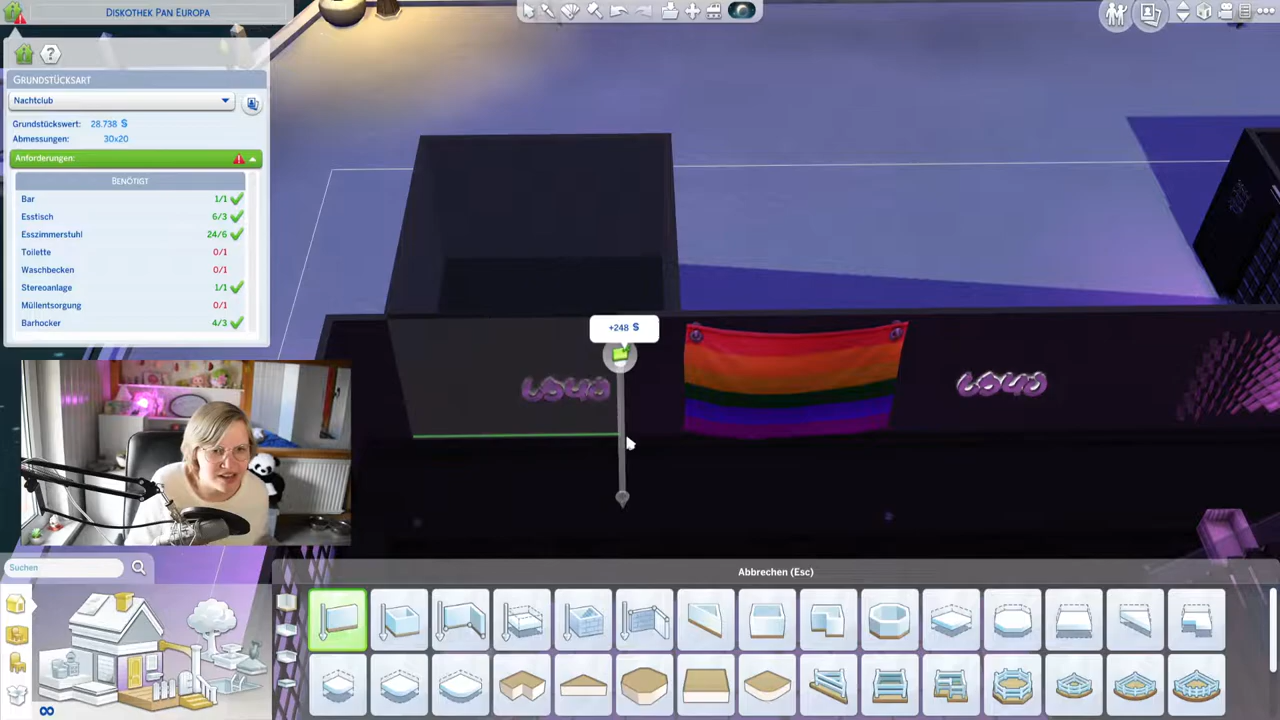 DISKOTHEK PAN EUROPA
GRUNDSTÜCKSART
Nachtclub
Grundstückswert: 28.738 $
Abmessungen: 30x20
Anforderungen:
BENÖTIGT
Bar 1/1
Esstisch 6/3
Esszimmerstuhl 24/6
Toilette 0/1
Waschbecken 0/1
Stereoanlage 1/1
Müllentsorgung 0/1
Barhocker 4/3
+248 $
LOUD
LOUD
Abbrechen (Esc)
Suchen